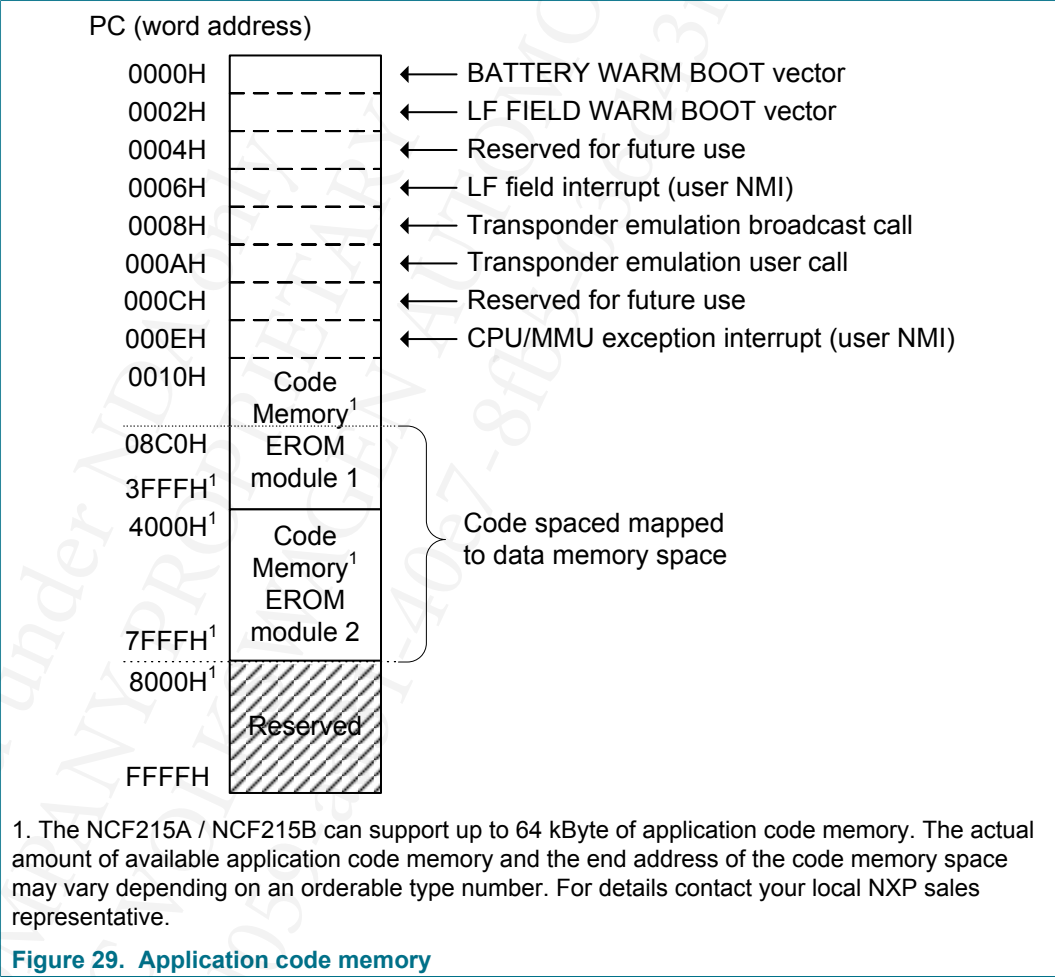 PC (word address)
0000H
BATTERY WARM BOOT vector
0002H
LF FIELD WARM BOOT vector
0004H
Reserved for future use
0006H
LF field interrupt (user NMI)
0008H
Transponder emulation broadcast call
000AH
Transponder emulation user call
000CH
Reserved for future use
000EH
CPU/MMU exception interrupt (user NMI)
0010H
Code
Memory1
08C0H
EROM
module 1
3FFFH1
4000H1
Code
Memory1
EROM
module 2
7FFFH1
Code spaced mapped
to data memory space
8000H1
Reserved
FFFFH
1. The NCF215A / NCF215B can support up to 64 kByte of application code memory. The actual
amount of available application code memory and the end address of the code memory space
may vary depending on an orderable type number. For details contact your local NXP sales
representative.
Figure 29. Application code memory